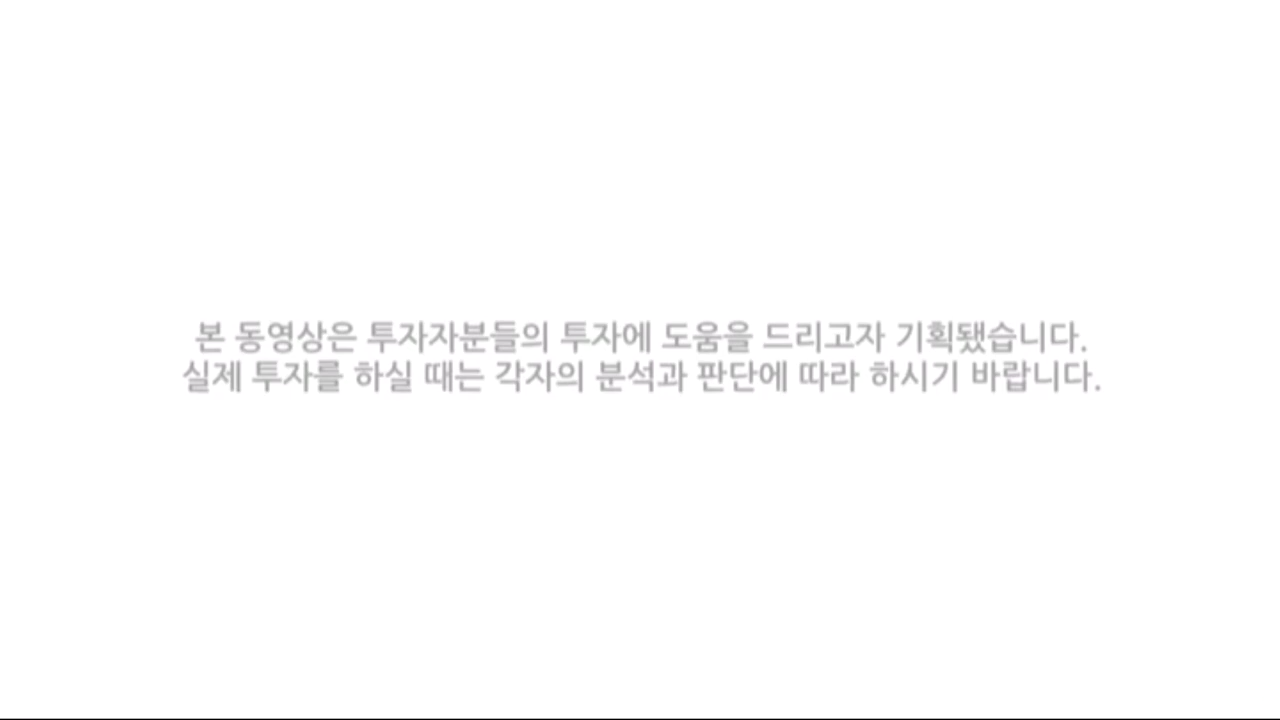 본 동영상은 투자자분들의 투자에 도움을 드리고자 기획됐습니다.
실제 투자를 하실 때는 각자의 분석과 판단에 따라 하시기 바랍니다.